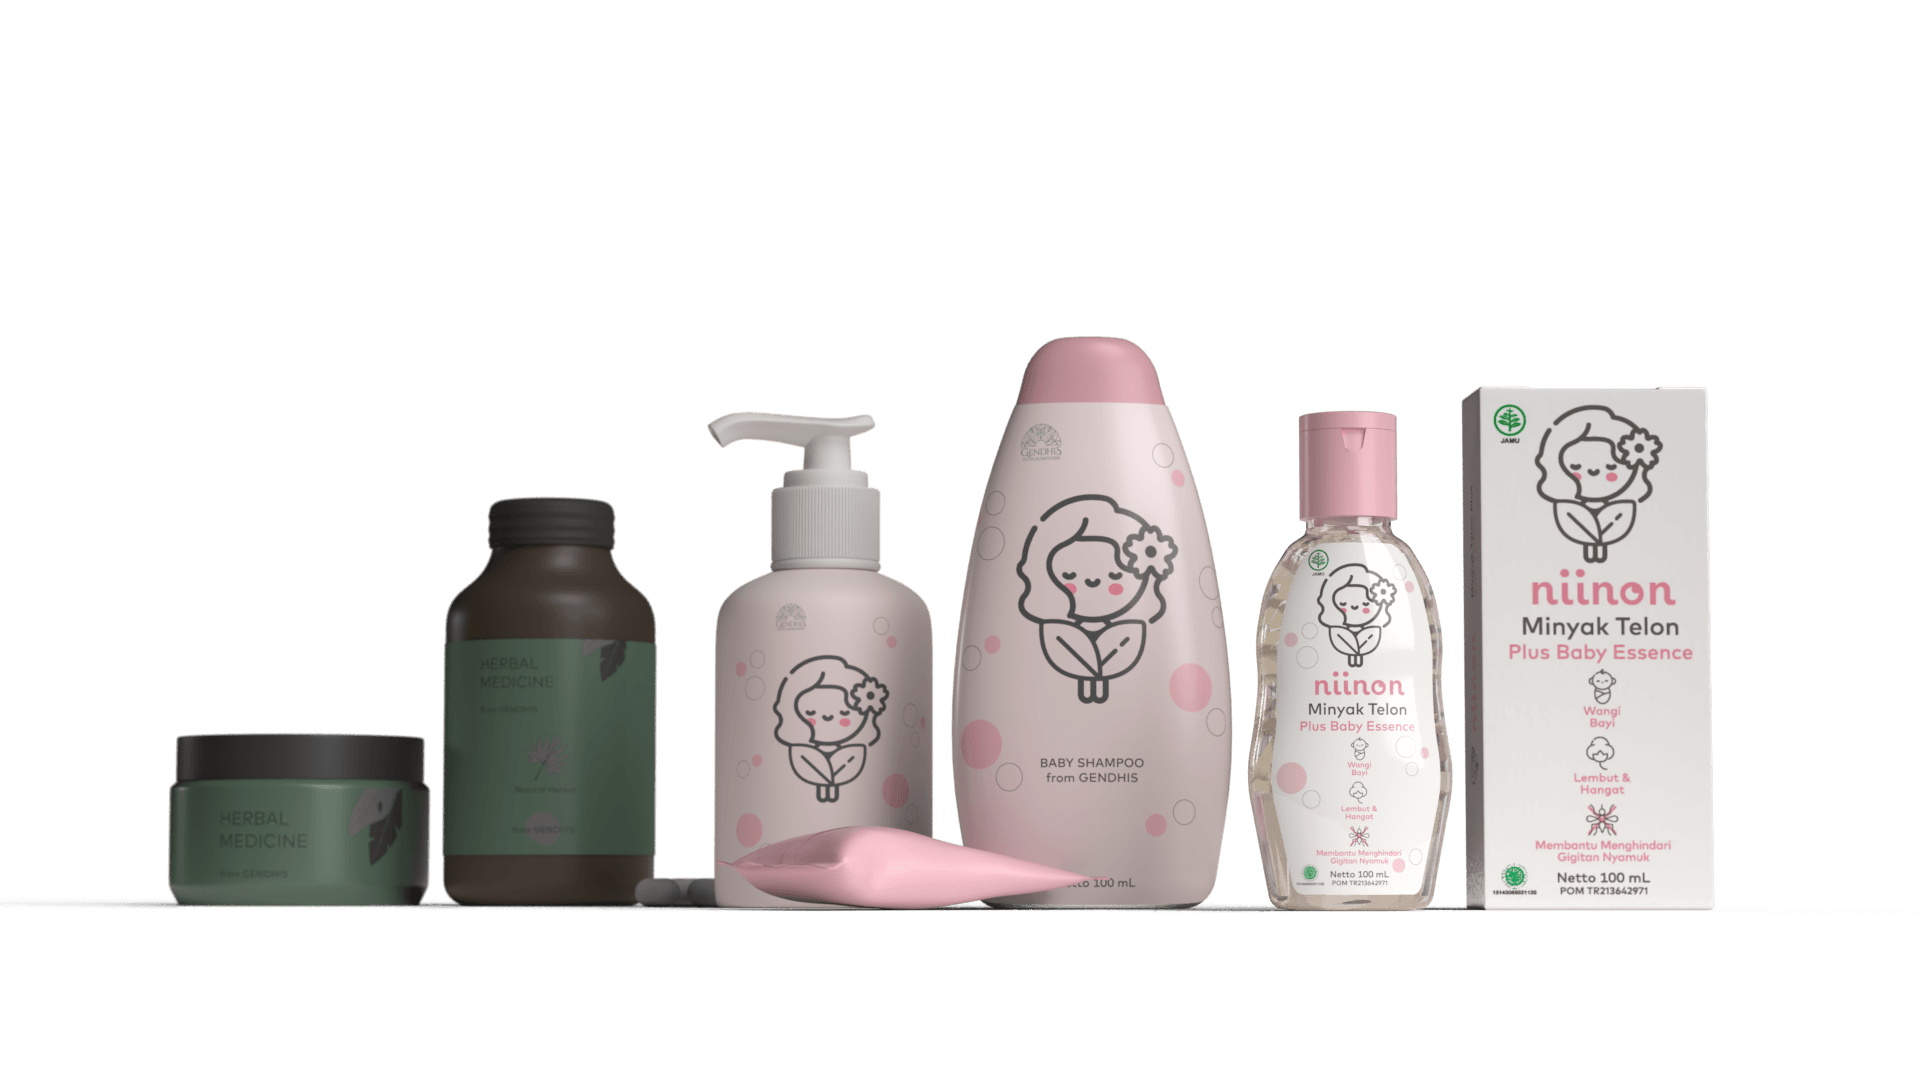 HERBAL
MEDICINE
from GENDHIS
HERBAL
MEDICINE
from GENDHIS
Natural Herbal
from GENDHIS
GENDHIS
GENDHIS
BABY SHAMPOO
from GENDHIS
100 mL
JAMU
niinon
Minyak Telon
Plus Baby Essence
Wangi
Bayi
Lembut &
Hangat
Membantu Menghindari
Gigitan Nyamuk
Netto 100 mL
POM TR213642971
JAMU
niinon
Minyak Telon
Plus Baby Essence
Wangi
Bayi
Lembut &
Hangat
Membantu Menghindari
Gigitan Nyamuk
Netto 100 mL
POM TR213642971